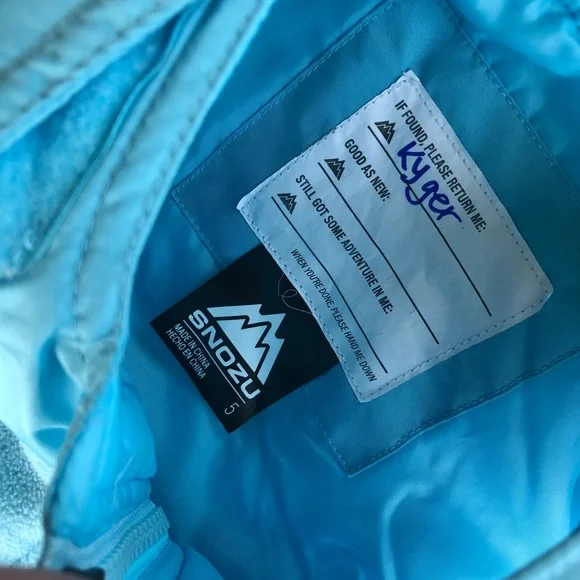 IF FOUND, PLEASE RETURN ME:
Kyger
GOOD AS NEW:
STILL GOT SOME ADVENTURE IN ME:
WHEN YOU'RE DONE, PLEASE HAND ME DOWN
SNOZU
MADE IN CHINA
HECHO EN CHINA
5